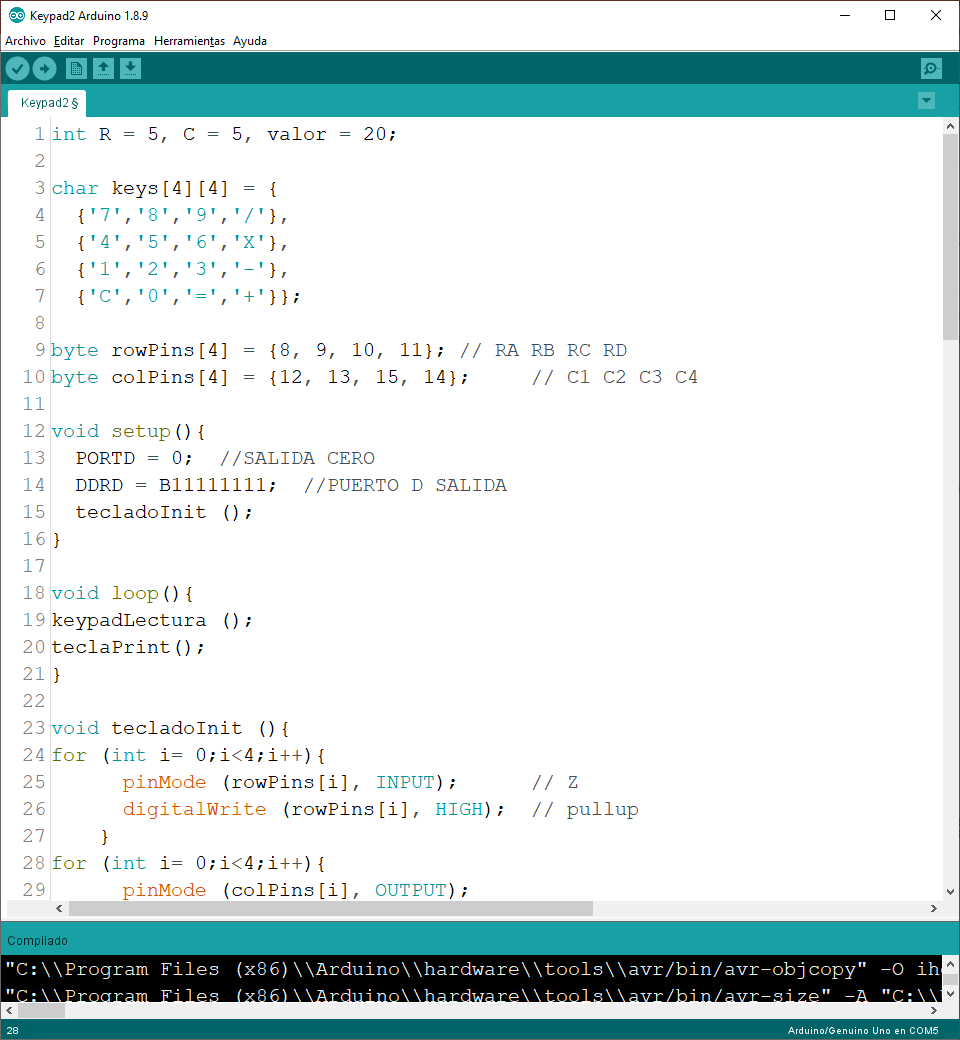 Keypad2 Arduino 1.8.9
Archivo Editar Programa Herramientas Ayuda
Keypad2 §
1 int R = 5, C = 5, valor = 20;
2
3 char keys[4][4] = {
4 {'7','8','9','/'},
5 {'4','5','6','X'},
6 {'1','2','3','-'},
7 {'C','0','=','+'}};
8
9 byte rowPins[4] = {8, 9, 10, 11}; // RA RB RC RD
10 byte colPins[4] = {12, 13, 15, 14}; // C1 C2 C3 C4
11
12 void setup(){
13 PORTD = 0; //SALIDA CERO
14 DDRD = B11111111; //PUERTO D SALIDA
15 tecladoInit ();
16 }
17
18 void loop(){
19 keypadLectura ();
20 teclaPrint();
21 }
22
23 void tecladoInit (){
24 for (int i= 0;i<4;i++){
25 pinMode (rowPins[i], INPUT); // Z
26 digitalWrite (rowPins[i], HIGH); // pullup
27 }
28 for (int i= 0;i<4;i++){
29 pinMode (colPins[i], OUTPUT);
Compilado
"C:\\Program Files (x86)\\Arduino\\hardware\\tools\\avr/bin/avr-objcopy" -O
"C:\\Program Files (x86)\\Arduino\\hardware\\tools\\avr/bin/avr-size" -A "C:\\
28
Arduino/Genuino Uno en COM5